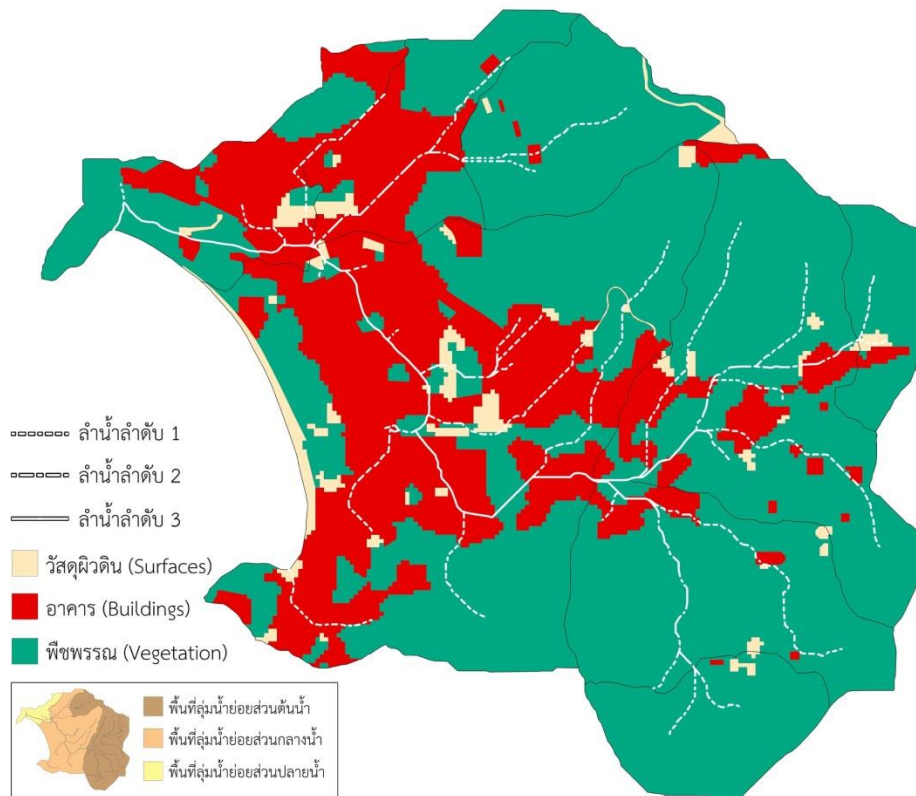 ลำน้ำลำดับ 1
ลำน้ำลำดับ 2
ลำน้ำลำดับ 3
วัสดุผิวดิน (Surfaces)
อาคาร (Buildings)
พืชพรรณ (Vegetation)
พื้นที่ลุ่มน้ำย่อยส่วนต้นน้ำ
พื้นที่ลุ่มน้ำย่อยส่วนกลางน้ำ
พื้นที่ลุ่มน้ำย่อยส่วนปลายน้ำ